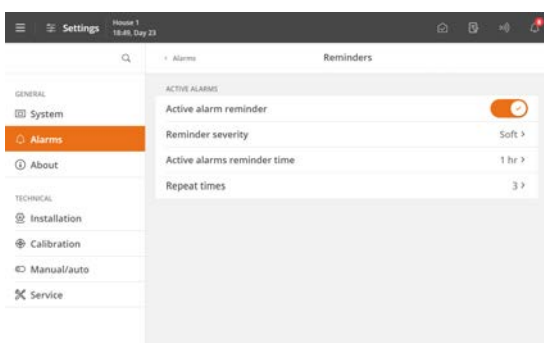 Settings
House 1
18:49, Day 23
‹ Alarms
Reminders
GENERAL
System
Alarms
About
TECHNICAL
Installation
Calibration
Manual/auto
Service
ACTIVE ALARMS
Active alarm reminder
Reminder severity Soft ›
Active alarms reminder time 1 hr ›
Repeat times 3 ›